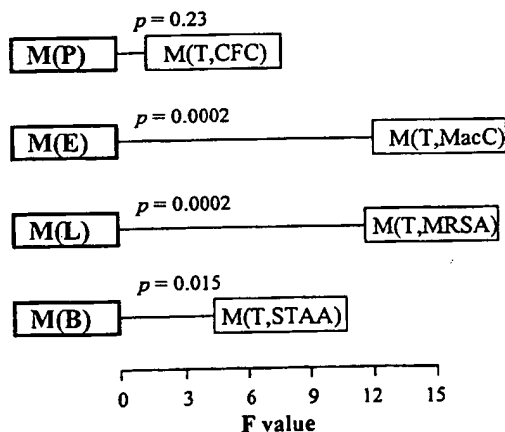 p = 0.23
M(P) M(T,CFC)
p = 0.0002
M(E) M(T,MacC)
p = 0.0002
M(L) M(T,MRSA)
p = 0.015
M(B) M(T,STAA)
0 3 6 9 12 15
F value